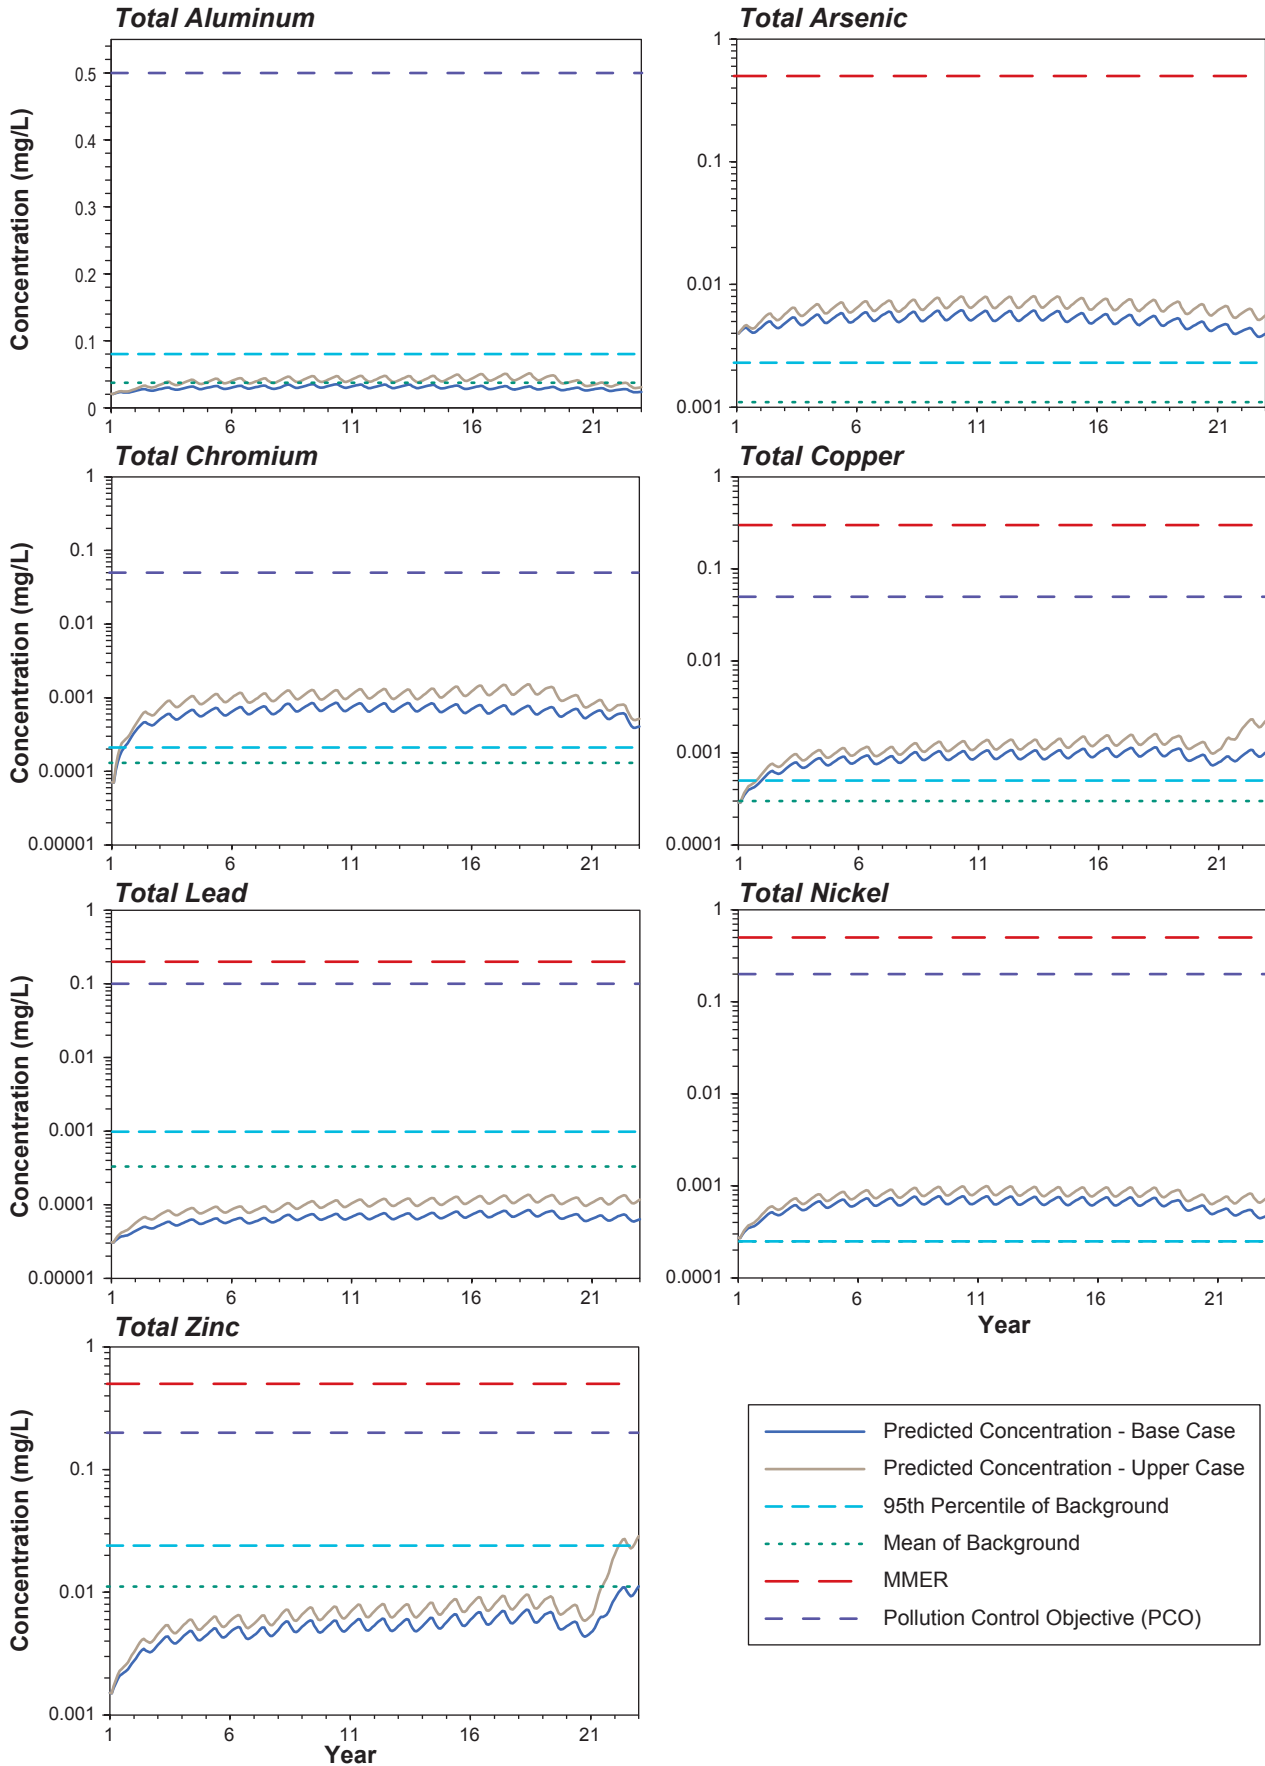 Total Aluminum
Concentration (mg/L)
0.5
0.4
0.3
0.2
0.1
0
1 6 11 16 21
Total Arsenic
1
0.1
0.01
0.001
1 6 11 16 21
Total Chromium
Concentration (mg/L)
1
0.1
0.01
0.001
0.0001
0.00001
1 6 11 16 21
Total Copper
1
0.1
0.01
0.001
0.0001
1 6 11 16 21
Total Lead
Concentration (mg/L)
1
0.1
0.01
0.001
0.0001
0.00001
1 6 11 16 21
Total Nickel
1
0.1
0.01
0.001
0.0001
1 6 11 16 21
Year
Total Zinc
Concentration (mg/L)
1
0.1
0.01
0.001
1 6 11 16 21
Year
Predicted Concentration - Base Case
Predicted Concentration - Upper Case
95th Percentile of Background
Mean of Background
MMER
Pollution Control Objective (PCO)